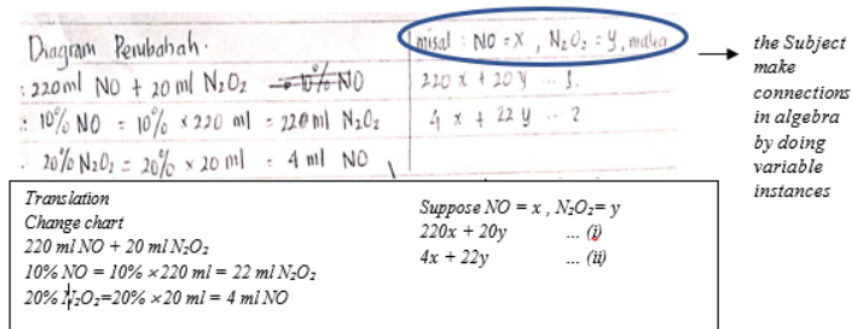 Diagram Perubahah.
: 220 ml NO + 20 ml N₂O₂ → 10% NO
: 10% NO = 10% × 220 ml = 220 ml N₂O₂
. 20% N₂O₂ = 20% × 20 ml = 4 ml NO
misal : NO = X , N₂O₂ = Y, maka
220 X + 20 Y ... 1.
4 x + 22 y ... 2
the Subject
make
connections
in algebra
by doing
variable
instances
Translation
Change chart
220 ml NO + 20 ml N₂O₂
10% NO = 10% ×220 ml = 22 ml N₂O₂
20% N₂O₂=20% ×20 ml = 4 ml NO
Suppose NO = x , N₂O₂= y
220x + 20y ... (i)
4x + 22y ... (ii)